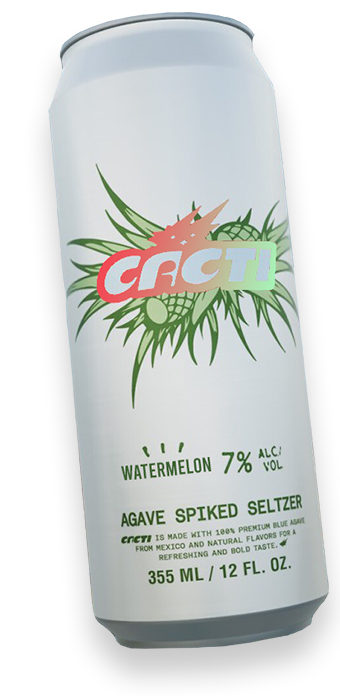 CACTI
WATERMELON 7% ALC./
VOL
AGAVE SPIKED SELTZER
CACTI IS MADE WITH 100% PREMIUM BLUE AGAVE
FROM MEXICO AND NATURAL FLAVORS FOR A
REFRESHING AND BOLD TASTE.
355 ML / 12 FL. OZ.